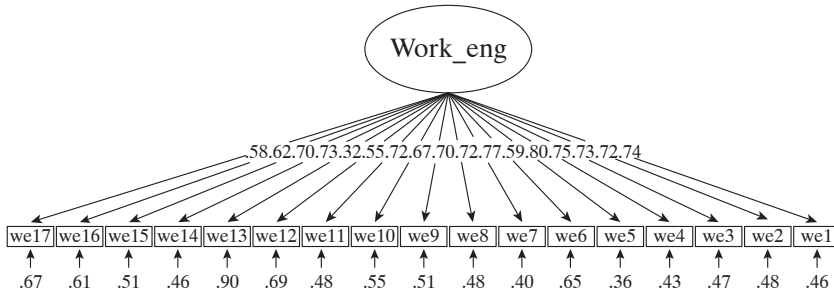 Work_eng
.58.62.70.73.32.55.72.67.70.72.77.59.80.75.73.72.74
we17 we16 we15 we14 we13 we12 we11 we10 we9 we8 we7 we6 we5 we4 we3 we2 we1
.67 .61 .51 .46 .90 .69 .48 .55 .51 .48 .40 .65 .36 .43 .47 .48 .46